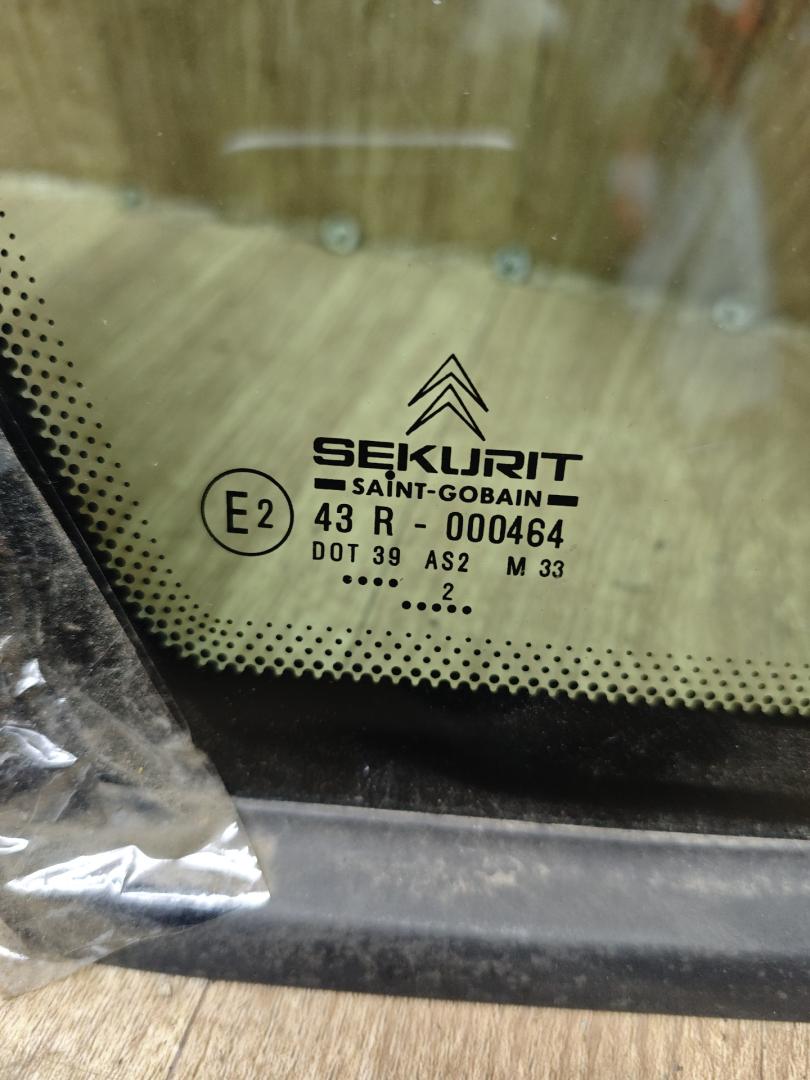 SEKURIT
SAINT-GOBAIN
E2
43 R - 000464
DOT 39 AS2 M 33
2